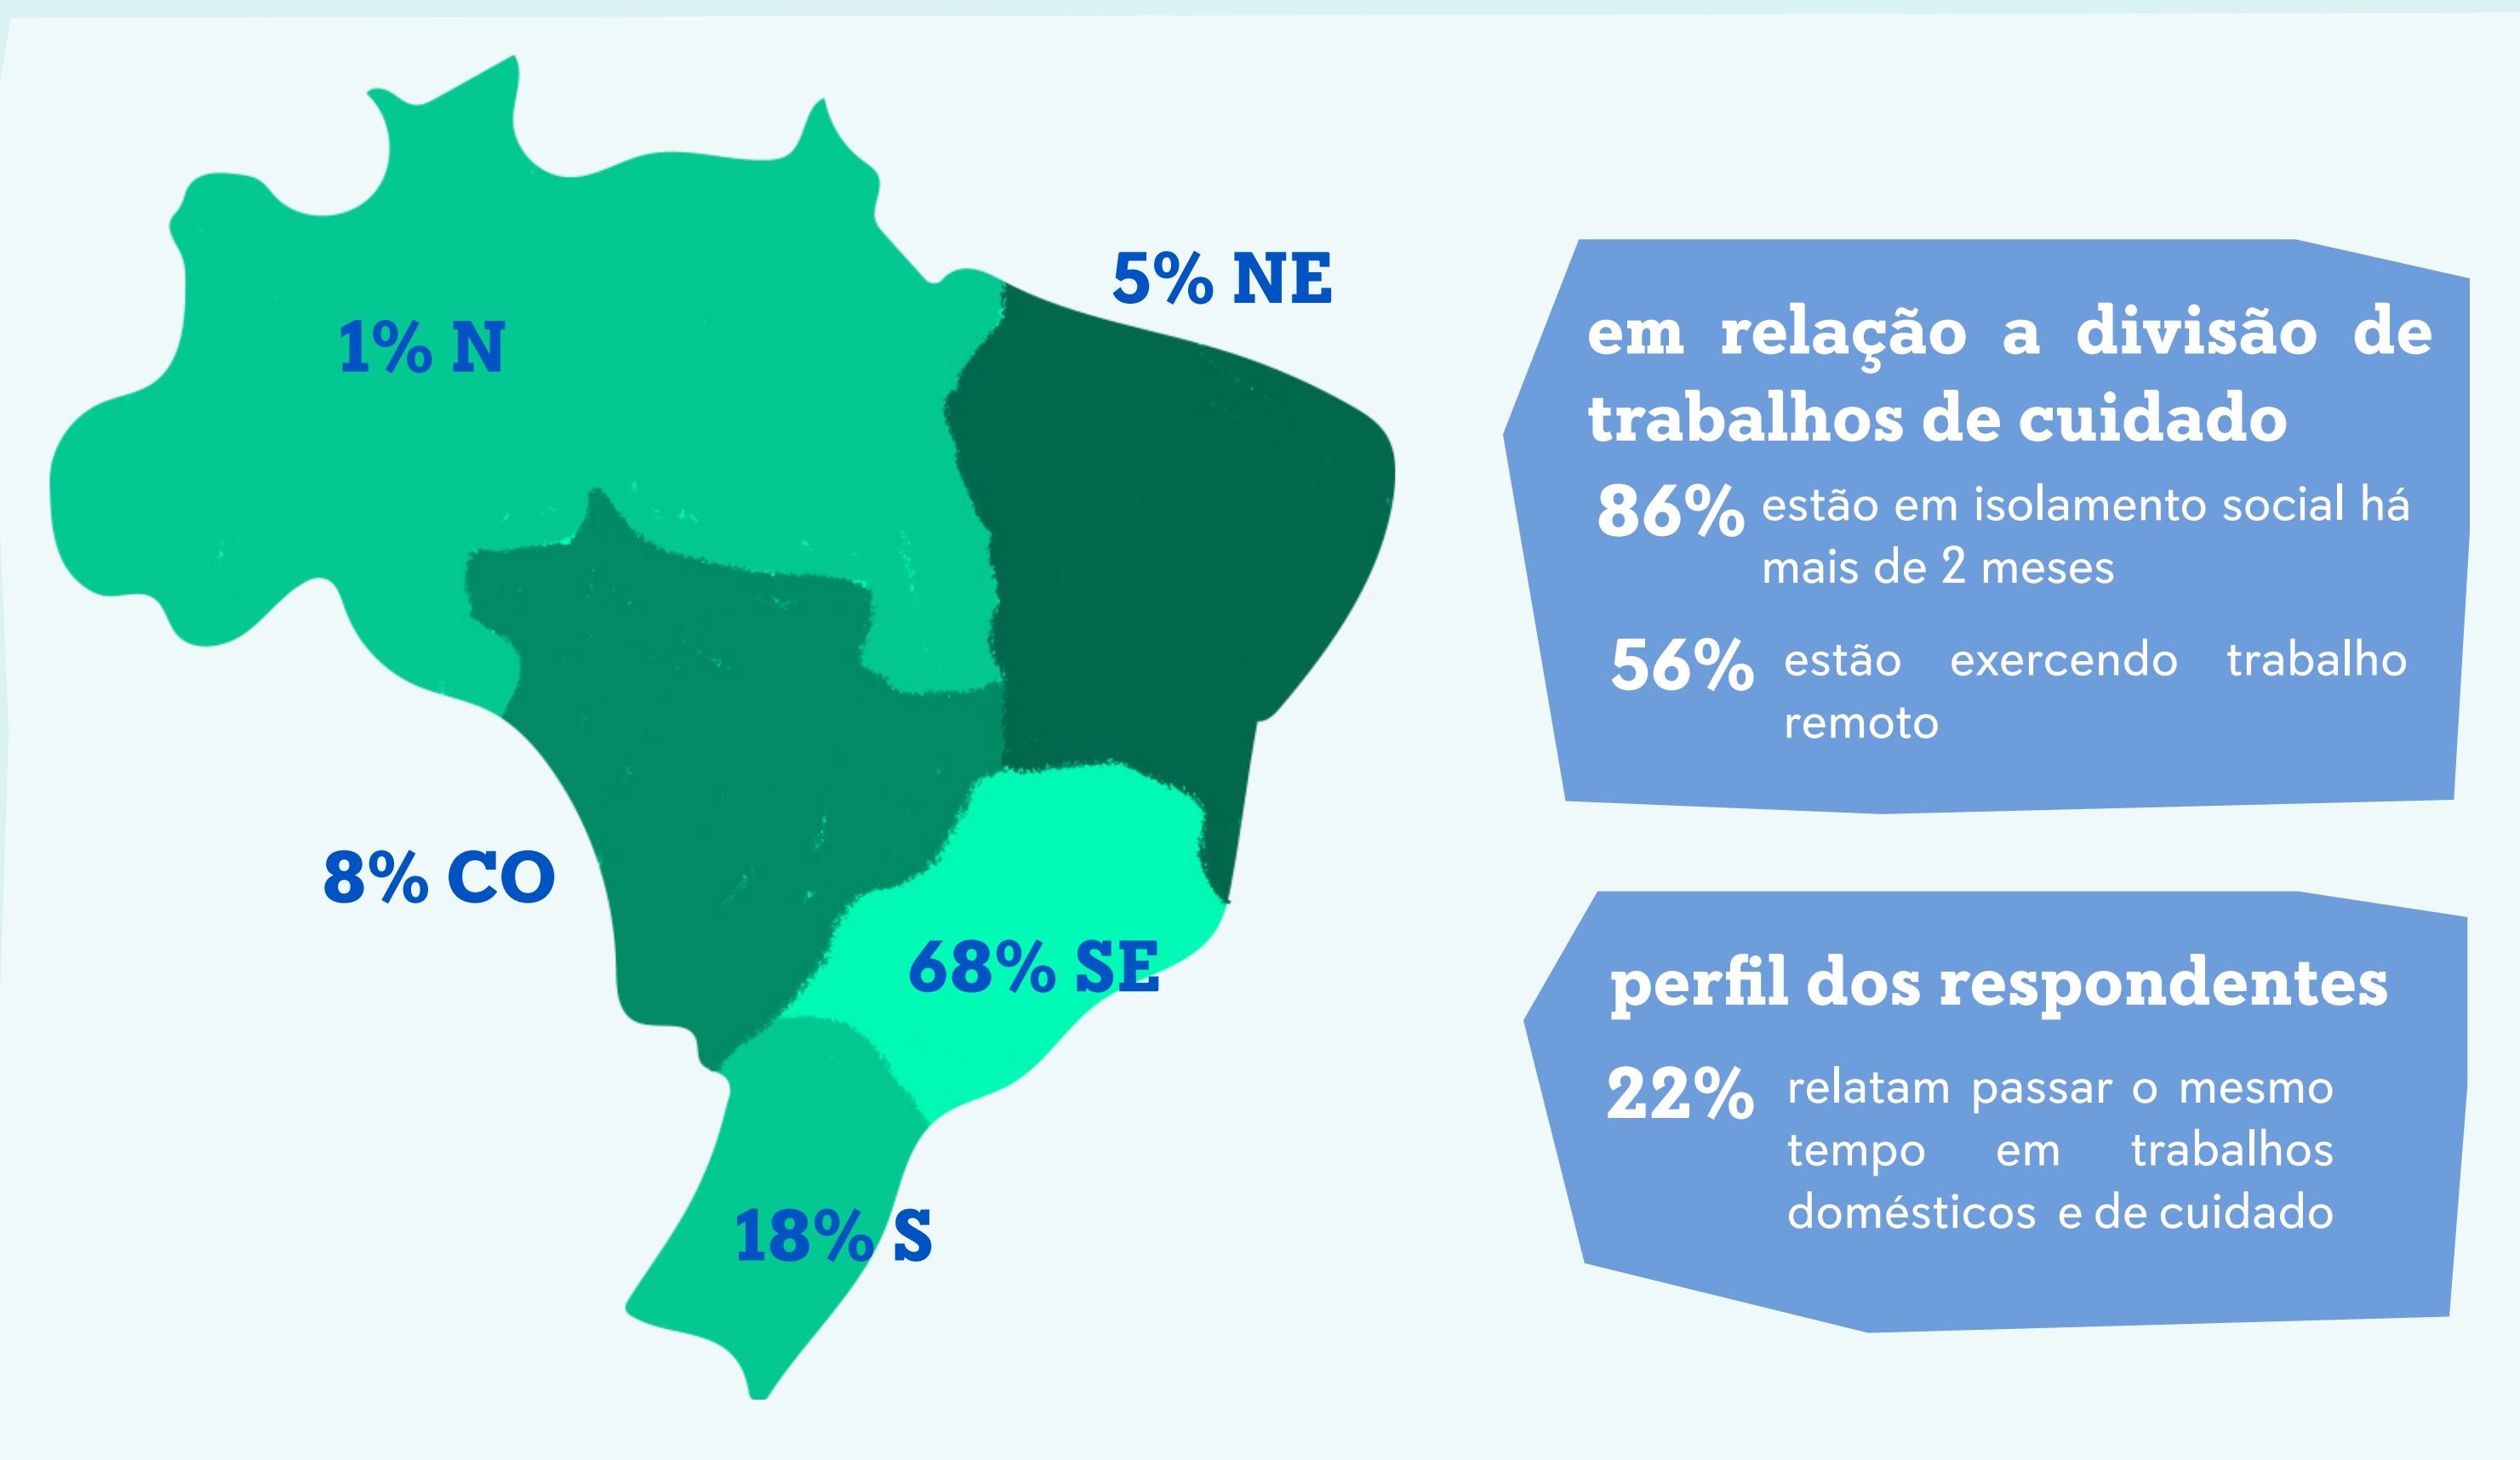 5% NE
1% N
8% CO
68% SE
18% S
em relação a divisão de
trabalhos de cuidado
86% estão em isolamento social há
mais de 2 meses
56% estão exercendo trabalho
remoto
perfil dos respondentes
22% relatam passar o mesmo
tempo em trabalhos
domésticos e de cuidado